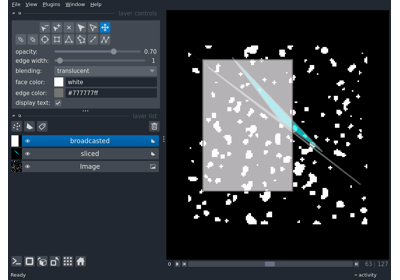 File View Plugins Window Help
layer controls
opacity: 0.70
edge width: 1
blending: translucent
face color: white
edge color: #777777ff
display text:
layer list
broadcasted
sliced
Image
63 127
Ready activity